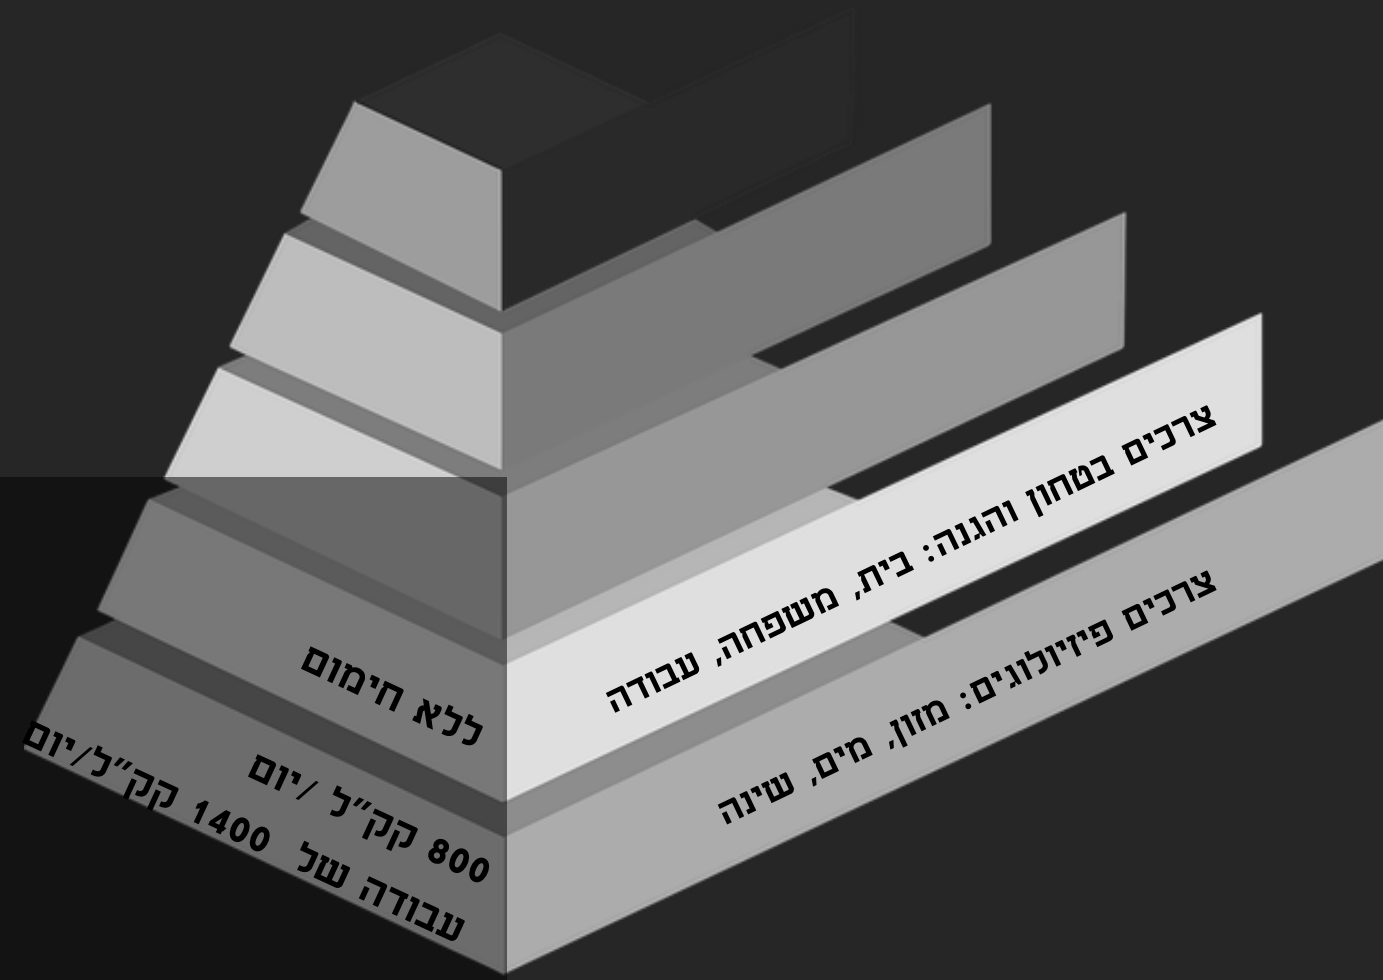 צרכים בטחון והגנה: בית, משפחה, עבודה
צרכים פיזיולוגים: מזון, מים, שינה
ללא חימום
800 קק"ל /יום
עבודה של 1400 קק"ל/יום